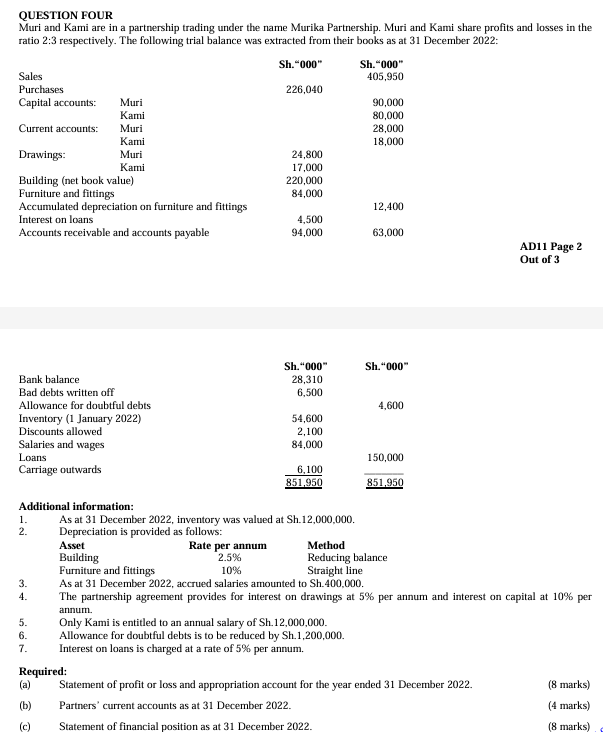 QUESTION FOUR
Muri and Kami are in a partnership trading under the name Murika Partnership. Muri and Kami share profits and losses in the
ratio 2:3 respectively. The following trial balance was extracted from their books as at 31 December 2022:
Sh.“000” Sh.“000”
Sales 405,950
Purchases 226,040
Capital accounts: Muri 90,000
Kami 80,000
Current accounts: Muri 28,000
Kami 18,000
Drawings: Muri 24,800
Kami 17,000
Building (net book value) 220,000
Furniture and fittings 84,000
Accumulated depreciation on furniture and fittings 12,400
Interest on loans 4,500
Accounts receivable and accounts payable 94,000 63,000
AD11 Page 2
Out of 3
Sh.“000” Sh.“000”
Bank balance 28,310
Bad debts written off 6,500
Allowance for doubtful debts 4,600
Inventory (1 January 2022) 54,600
Discounts allowed 2,100
Salaries and wages 84,000
Loans 150,000
Carriage outwards 6,100
851,950 851,950
Additional information:
1. As at 31 December 2022, inventory was valued at Sh.12,000,000.
2. Depreciation is provided as follows:
Asset Rate per annum Method
Building 2.5% Reducing balance
Furniture and fittings 10% Straight line
3. As at 31 December 2022, accrued salaries amounted to Sh.400,000.
4. The partnership agreement provides for interest on drawings at 5% per annum and interest on capital at 10% per
annum.
5. Only Kami is entitled to an annual salary of Sh.12,000,000.
6. Allowance for doubtful debts is to be reduced by Sh.1,200,000.
7. Interest on loans is charged at a rate of 5% per annum.
Required:
(a) Statement of profit or loss and appropriation account for the year ended 31 December 2022. (8 marks)
(b) Partners’ current accounts as at 31 December 2022. (4 marks)
(c) Statement of financial position as at 31 December 2022. (8 marks)